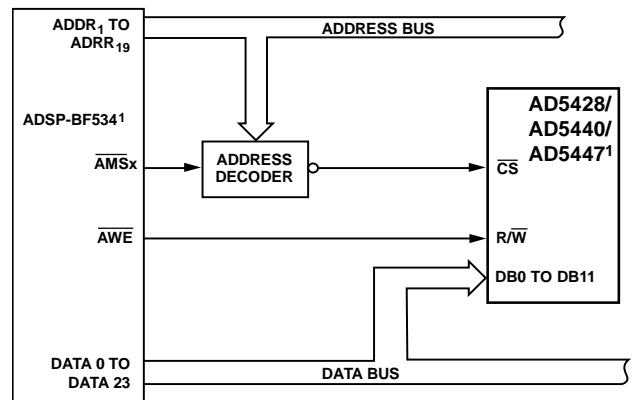 ADDR1 TO
ADRR19
ADDRESS BUS
ADSP-BF5341
AD5428/
AD5440/
AD54471
AMSx
ADDRESS
DECODER
CS
AWE
R/W
DB0 TO DB11
DATA 0 TO
DATA 23
DATA BUS